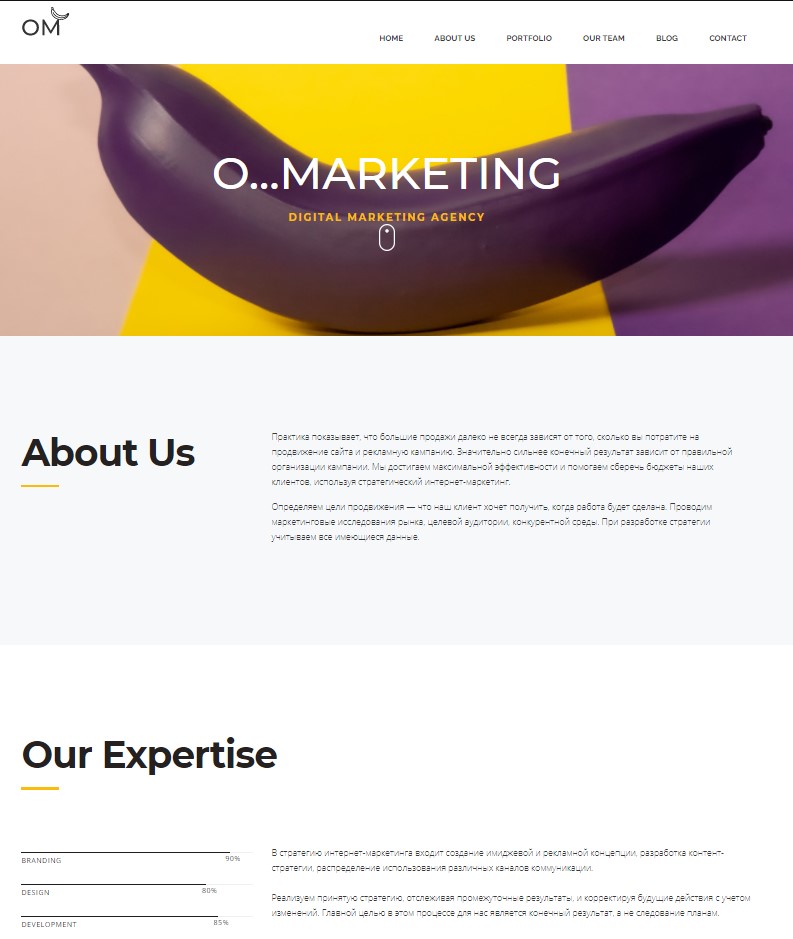 OM
HOME ABOUT US PORTFOLIO OUR TEAM BLOG CONTACT
O...MARKETING
DIGITAL MARKETING AGENCY
About Us
Практика показывает, что большие продажи далеко не всегда зависят от того, сколько вы потратите на
продвижение сайта и рекламную кампанию. Значительно сильнее конечный результат зависит от правильной
организации кампании. Мы достигаем максимальной эффективности и помогаем сберечь бюджеты наших
клиентов, используя стратегический интернет-маркетинг.
Определяем цели продвижения — что наш клиент хочет получить, когда работа будет сделана. Проводим
маркетинговые исследования рынка, целевой аудитории, конкурентной среды. При разработке стратегии
учитываем все имеющиеся данные.
Our Expertise
90%
BRANDING
80%
DESIGN
85%
DEVELOPMENT
В стратегию интернет-маркетинга входит создание имиджевой и рекламной концепции, разработка контент-
стратегии, распределение использования различных каналов коммуникации.
Реализуем принятую стратегию, отслеживая промежуточные результаты, и корректируя будущие действия с учетом
изменений. Главной целью в этом процессе для нас является конечный результат, а не следование планам.